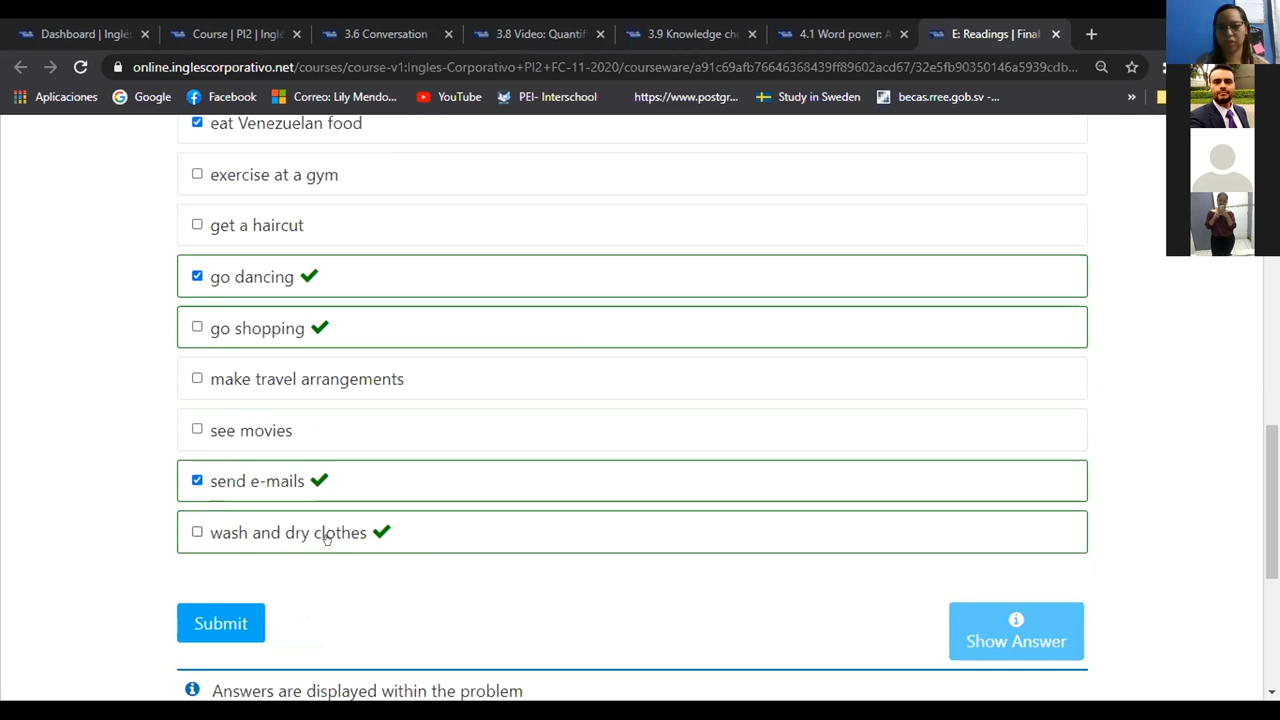 Dashboard | Inglé
Course | PI2 | Ingl
3.6 Conversation
3.8 Video: Quantif
3.9 Knowledge che
4.1 Word power: A
E: Readings | Final
online.inglescorporativo.net/courses/course-v1:Ingles-Corporativo+PI2+FC-11-2020/courseware/a91c69afb76646368439ff89602acd67/32e5fb90350146a5939cdb...
Aplicaciones
Google
Facebook
Correo: Lily Mendo...
YouTube
PFI- Interschool
https://www.postgr...
Study in Sweden
becas.rree.gob.sv – ...
»
eat Venezuelan food
exercise at a gym
get a haircut
go dancing
go shopping
make travel arrangements
see movies
send e-mails
wash and dry clothes
Submit
Show Answer
Answers are displayed within the problem